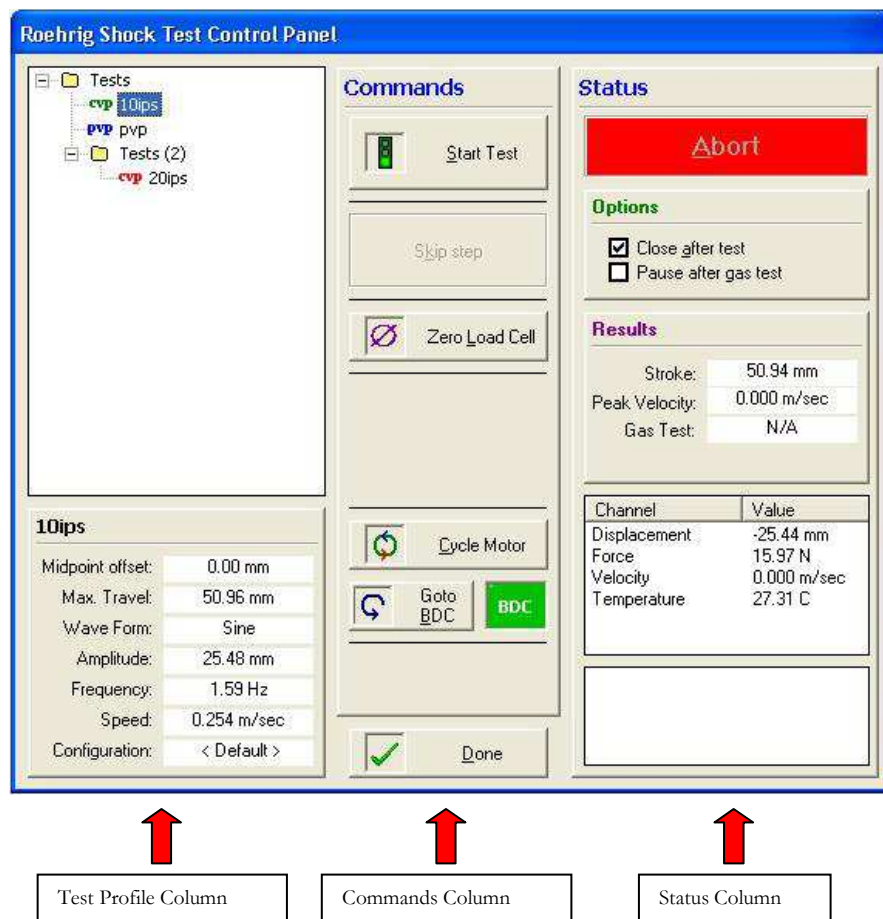 Roehrig Shock Test Control Panel
Tests
cvp 10ips
pvp pvp
Tests (2)
cvp 20ips
10ips
Midpoint offset: 0.00 mm
Max. Travel: 50.96 mm
Wave Form: Sine
Amplitude: 25.48 mm
Frequency: 1.59 Hz
Speed: 0.254 m/sec
Configuration: < Default >
Commands
Start Test
Skip step
Zero Load Cell
Cycle Motor
Goto
BDC
BDC
Done
Status
Abort
Options
Close after test
Pause after gas test
Results
Stroke: 50.94 mm
Peak Velocity: 0.000 m/sec
Gas Test: N/A
Channel Value
Displacement -25.44 mm
Force 15.97 N
Velocity 0.000 m/sec
Temperature 27.31 C
Test Profile Column
Commands Column
Status Column